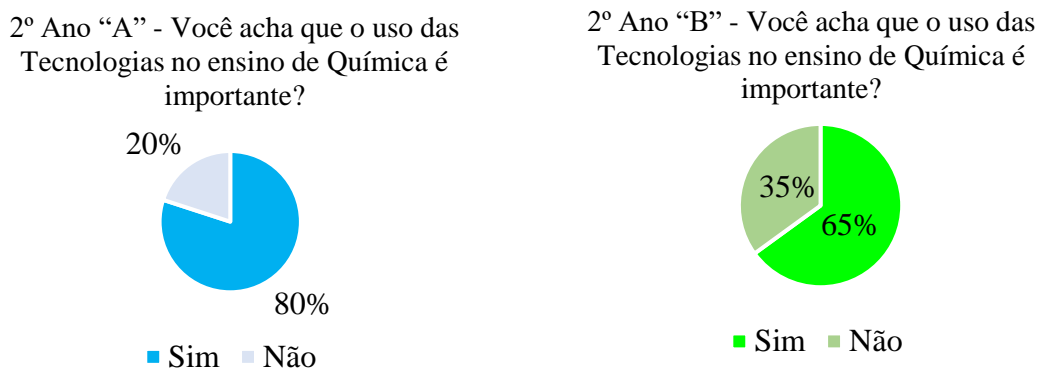 2º Ano “A” - Você acha que o uso das
Tecnologias no ensino de Química é
importante?
20%
80%
Sim Não
2º Ano “B” - Você acha que o uso das
Tecnologias no ensino de Química é
importante?
35%
65%
Sim Não